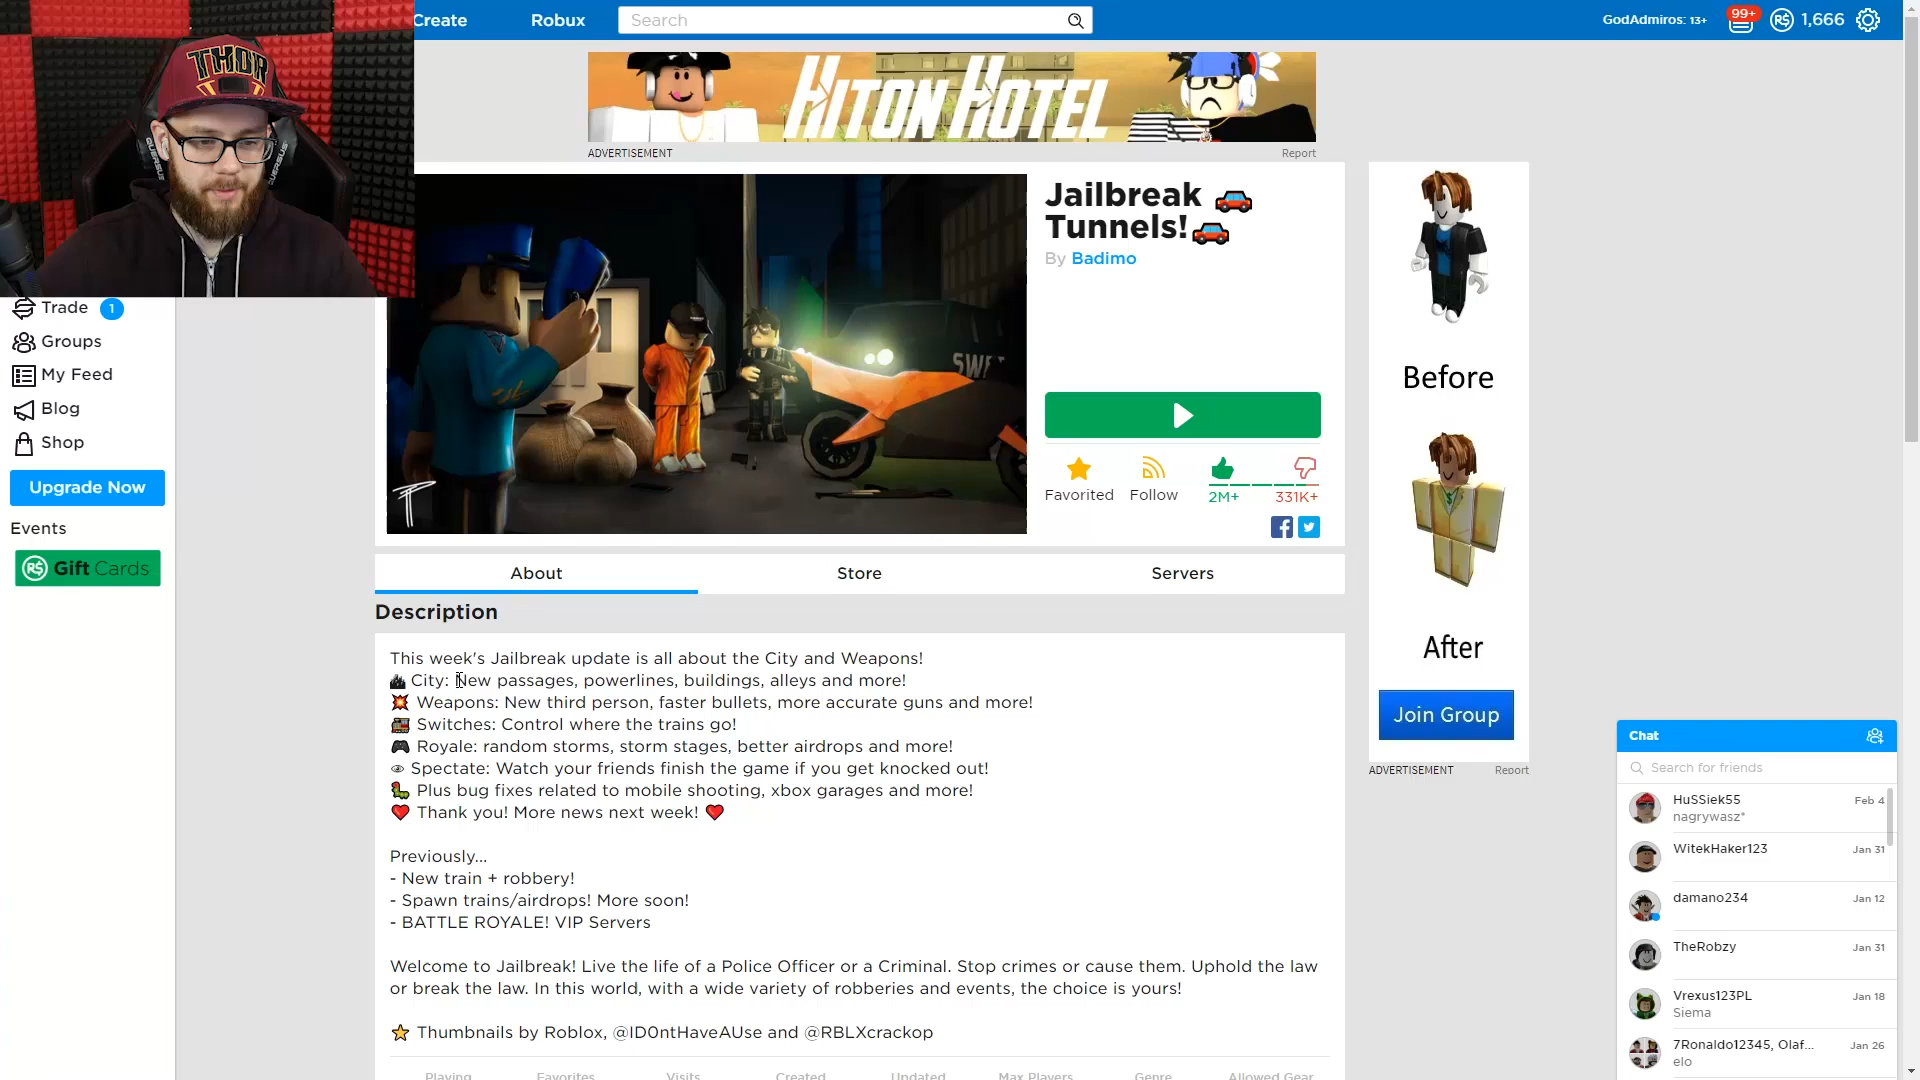 THOR
QUERSUS
QUERSUS
Create
Robux
Search
GodAdmiros: 13+
99+
1,666
HITON HOTEL
ADVERTISEMENT
Report
Jailbreak
Tunnels!
By Badimo
SWAT
Favorited
Follow
2M+
331K+
Trade
1
Groups
My Feed
Blog
Shop
Upgrade Now
Events
R$ Gift Cards
About
Store
Servers
Description
This week's Jailbreak update is all about the City and Weapons!
City: New passages, powerlines, buildings, alleys and more!
💥 Weapons: New third person, faster bullets, more accurate guns and more!
🚂 Switches: Control where the trains go!
🎮 Royale: random storms, storm stages, better airdrops and more!
👁 Spectate: Watch your friends finish the game if you get knocked out!
🐛 Plus bug fixes related to mobile shooting, xbox garages and more!
❤️ Thank you! More news next week! ❤️
Previously...
- New train + robbery!
- Spawn trains/airdrops! More soon!
- BATTLE ROYALE! VIP Servers
Welcome to Jailbreak! Live the life of a Police Officer or a Criminal. Stop crimes or cause them. Uphold the law
or break the law. In this world, with a wide variety of robberies and events, the choice is yours!
⭐ Thumbnails by Roblox, @ID0ntHaveAUse and @RBLXcrackop
Playing
Favorites
Visits
Created
Updated
Max Players
Genre
Allowed Gear
Before
After
Join Group
ADVERTISEMENT
Report
Chat
Search for friends
HuSSiek55
Feb 4
nagrywasz*
WitekHaker123
Jan 31
damano234
Jan 12
TheRobzy
Jan 31
Vrexus123PL
Jan 18
Siema
7Ronaldo12345, Olaf...
Jan 26
elo